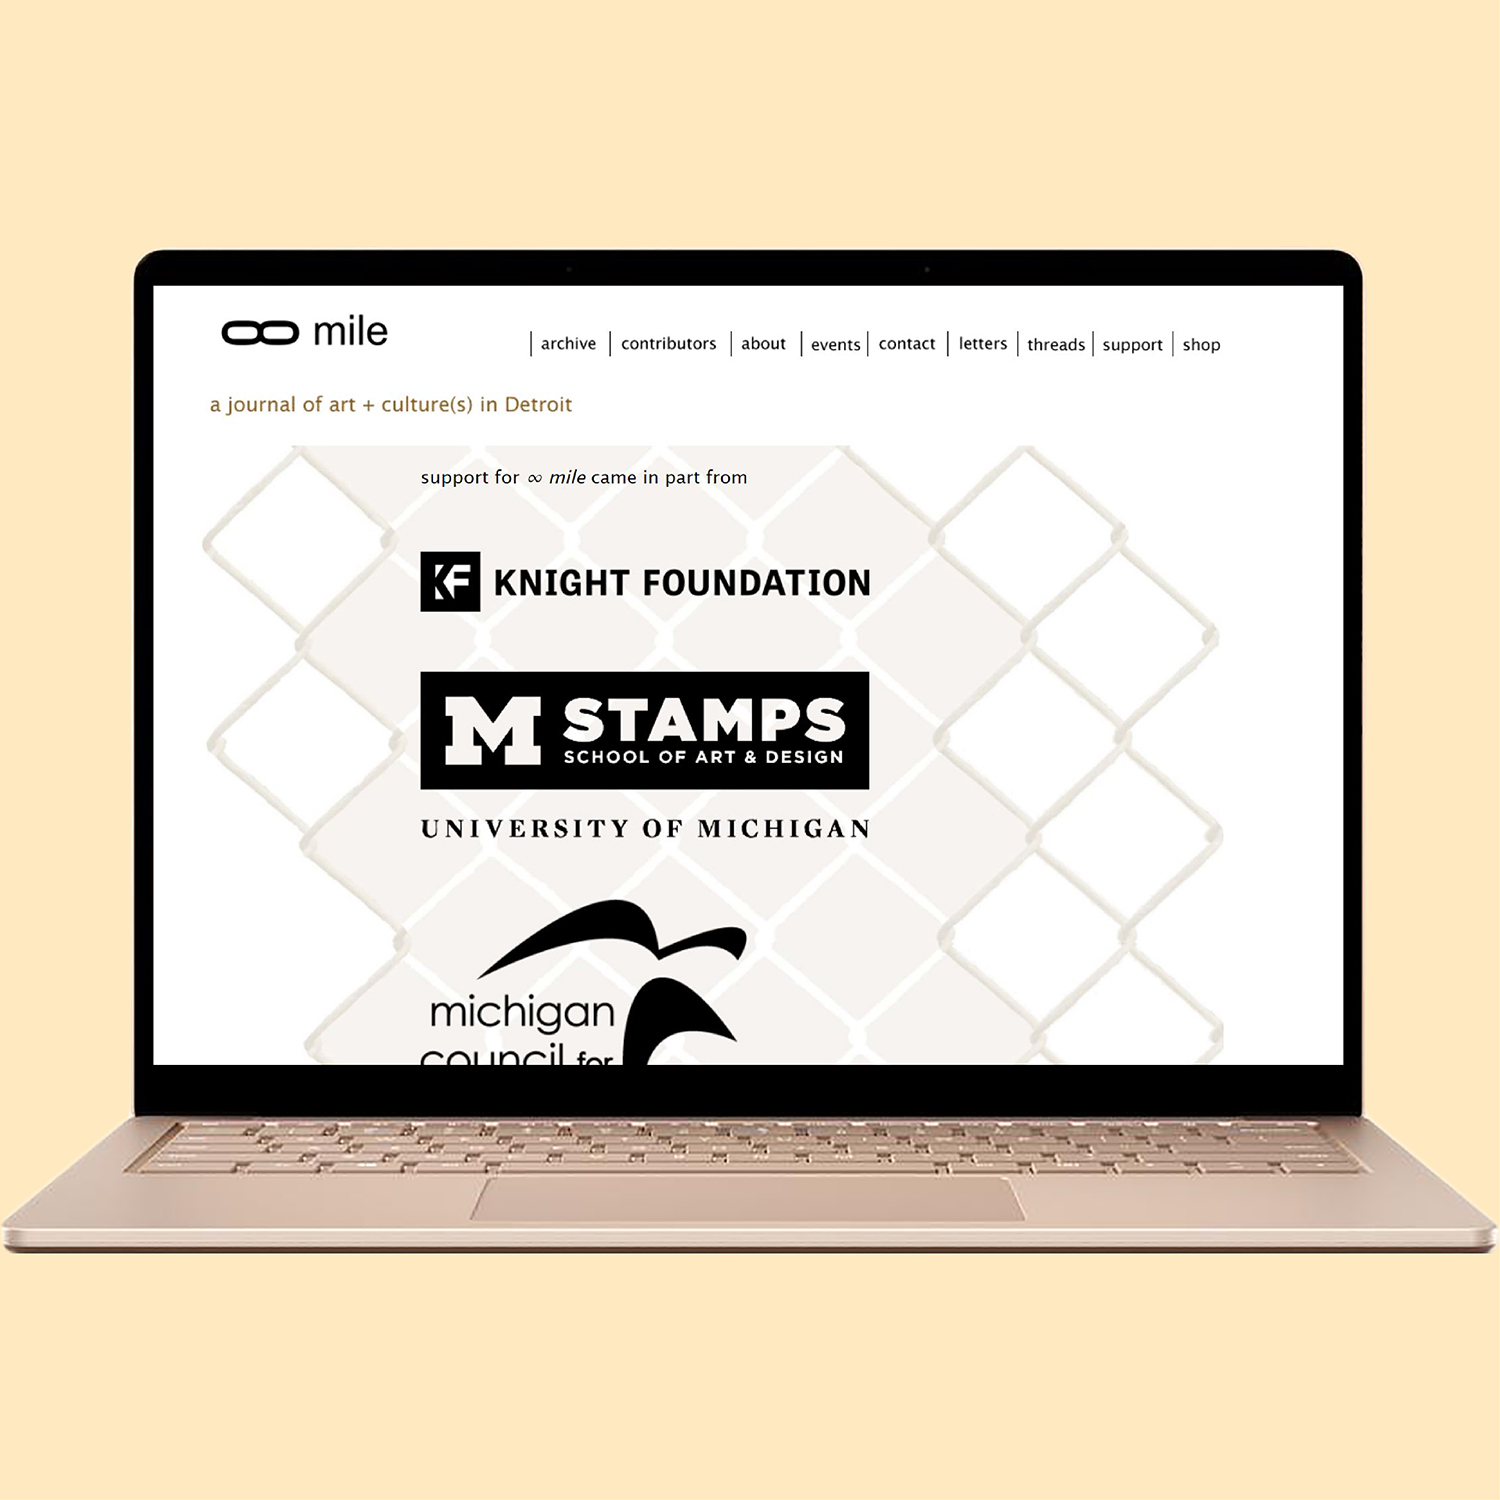 ∞ mile
archive | contributors | about | events | contact | letters | threads | support | shop
a journal of art + culture(s) in Detroit
support for ∞ mile came in part from
KF KNIGHT FOUNDATION
M STAMPS
SCHOOL OF ART & DESIGN
UNIVERSITY OF MICHIGAN
michigan
council for